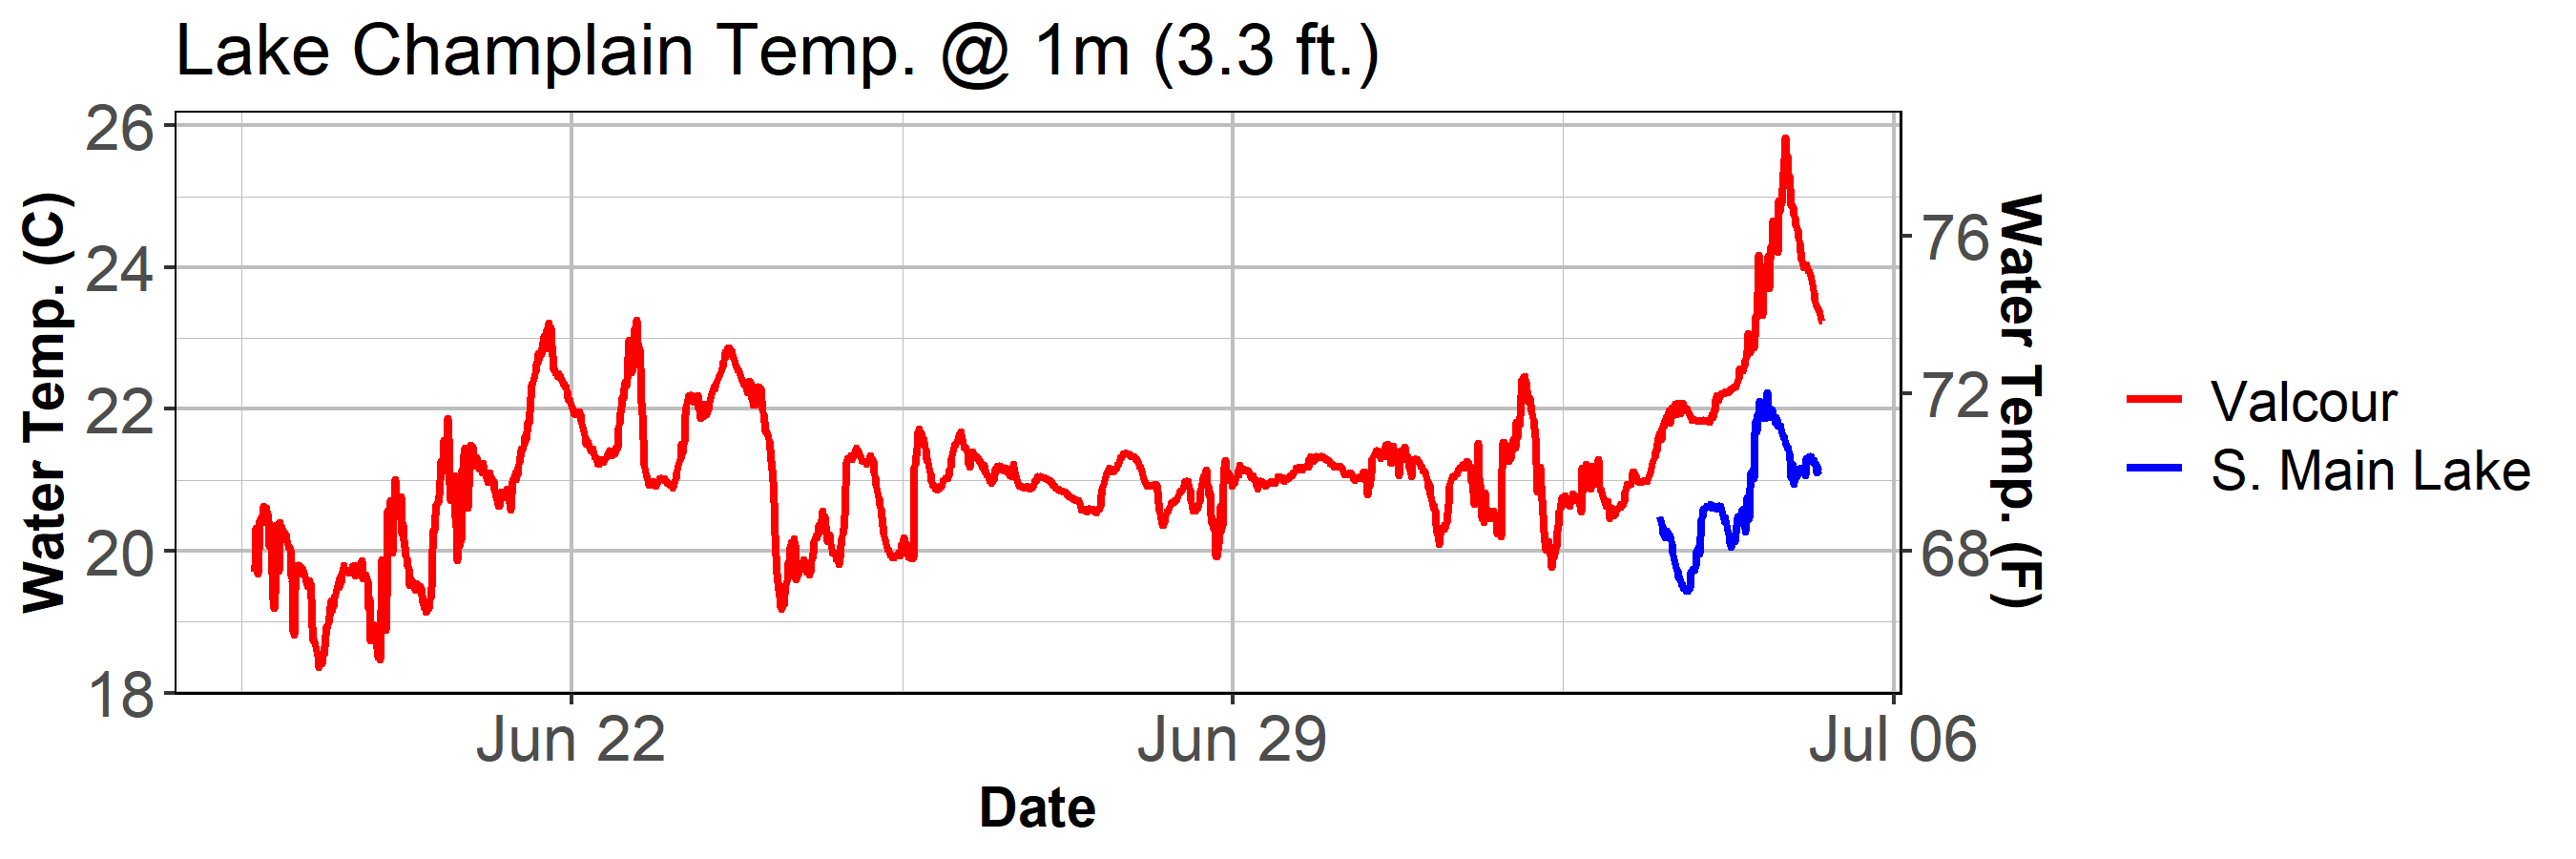 Lake Champlain Temp. @ 1m (3.3 ft.)
Water Temp. (C)
26
24
22
20
18
76
72
68
Water Temp. (F)
Jun 22
Jun 29
Jul 06
Date
Valcour
S. Main Lake